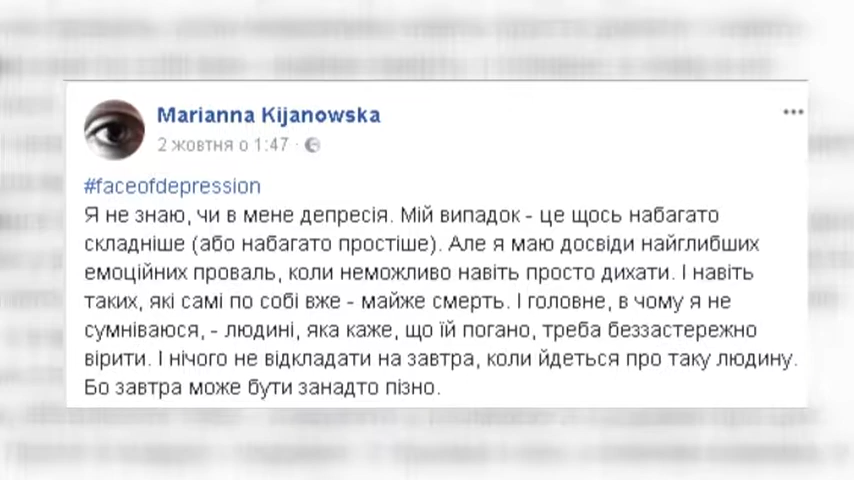 Marianna Kijanowska
2 жовтня о 1:47 ·
#faceofdepression
Я не знаю, чи в мене депресія. Мій випадок - це щось набагато
складніше (або набагато простіше). Але я маю досвіди найглибших
емоційних проваль, коли неможливо навіть просто дихати. І навіть
таких, які самі по собі вже - майже смерть. І головне, в чому я не
сумніваюся, - людині, яка каже, що їй погано, треба беззастережно
вірити. І нічого не відкладати на завтра, коли йдеться про таку людину.
Бо завтра може бути занадто пізно.